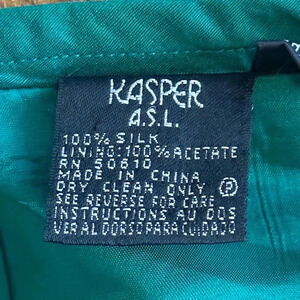 KASPER
A.S.L.
100% SILK
LINING:100% ACETATE
RN 50610
MADE IN CHINA
DRY CLEAN ONLY Ⓟ
SEE REVERSE FOR CARE
INSTRUCTIONS AU DOS
VER AL DORSO PARA CUIDADO